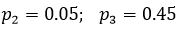 p₂ = 0.05;   p₃ = 0.45